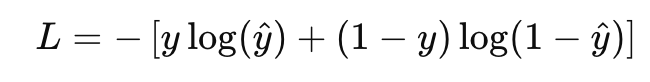 L = − [y log(ŷ) + (1 − y) log(1 − ŷ)]